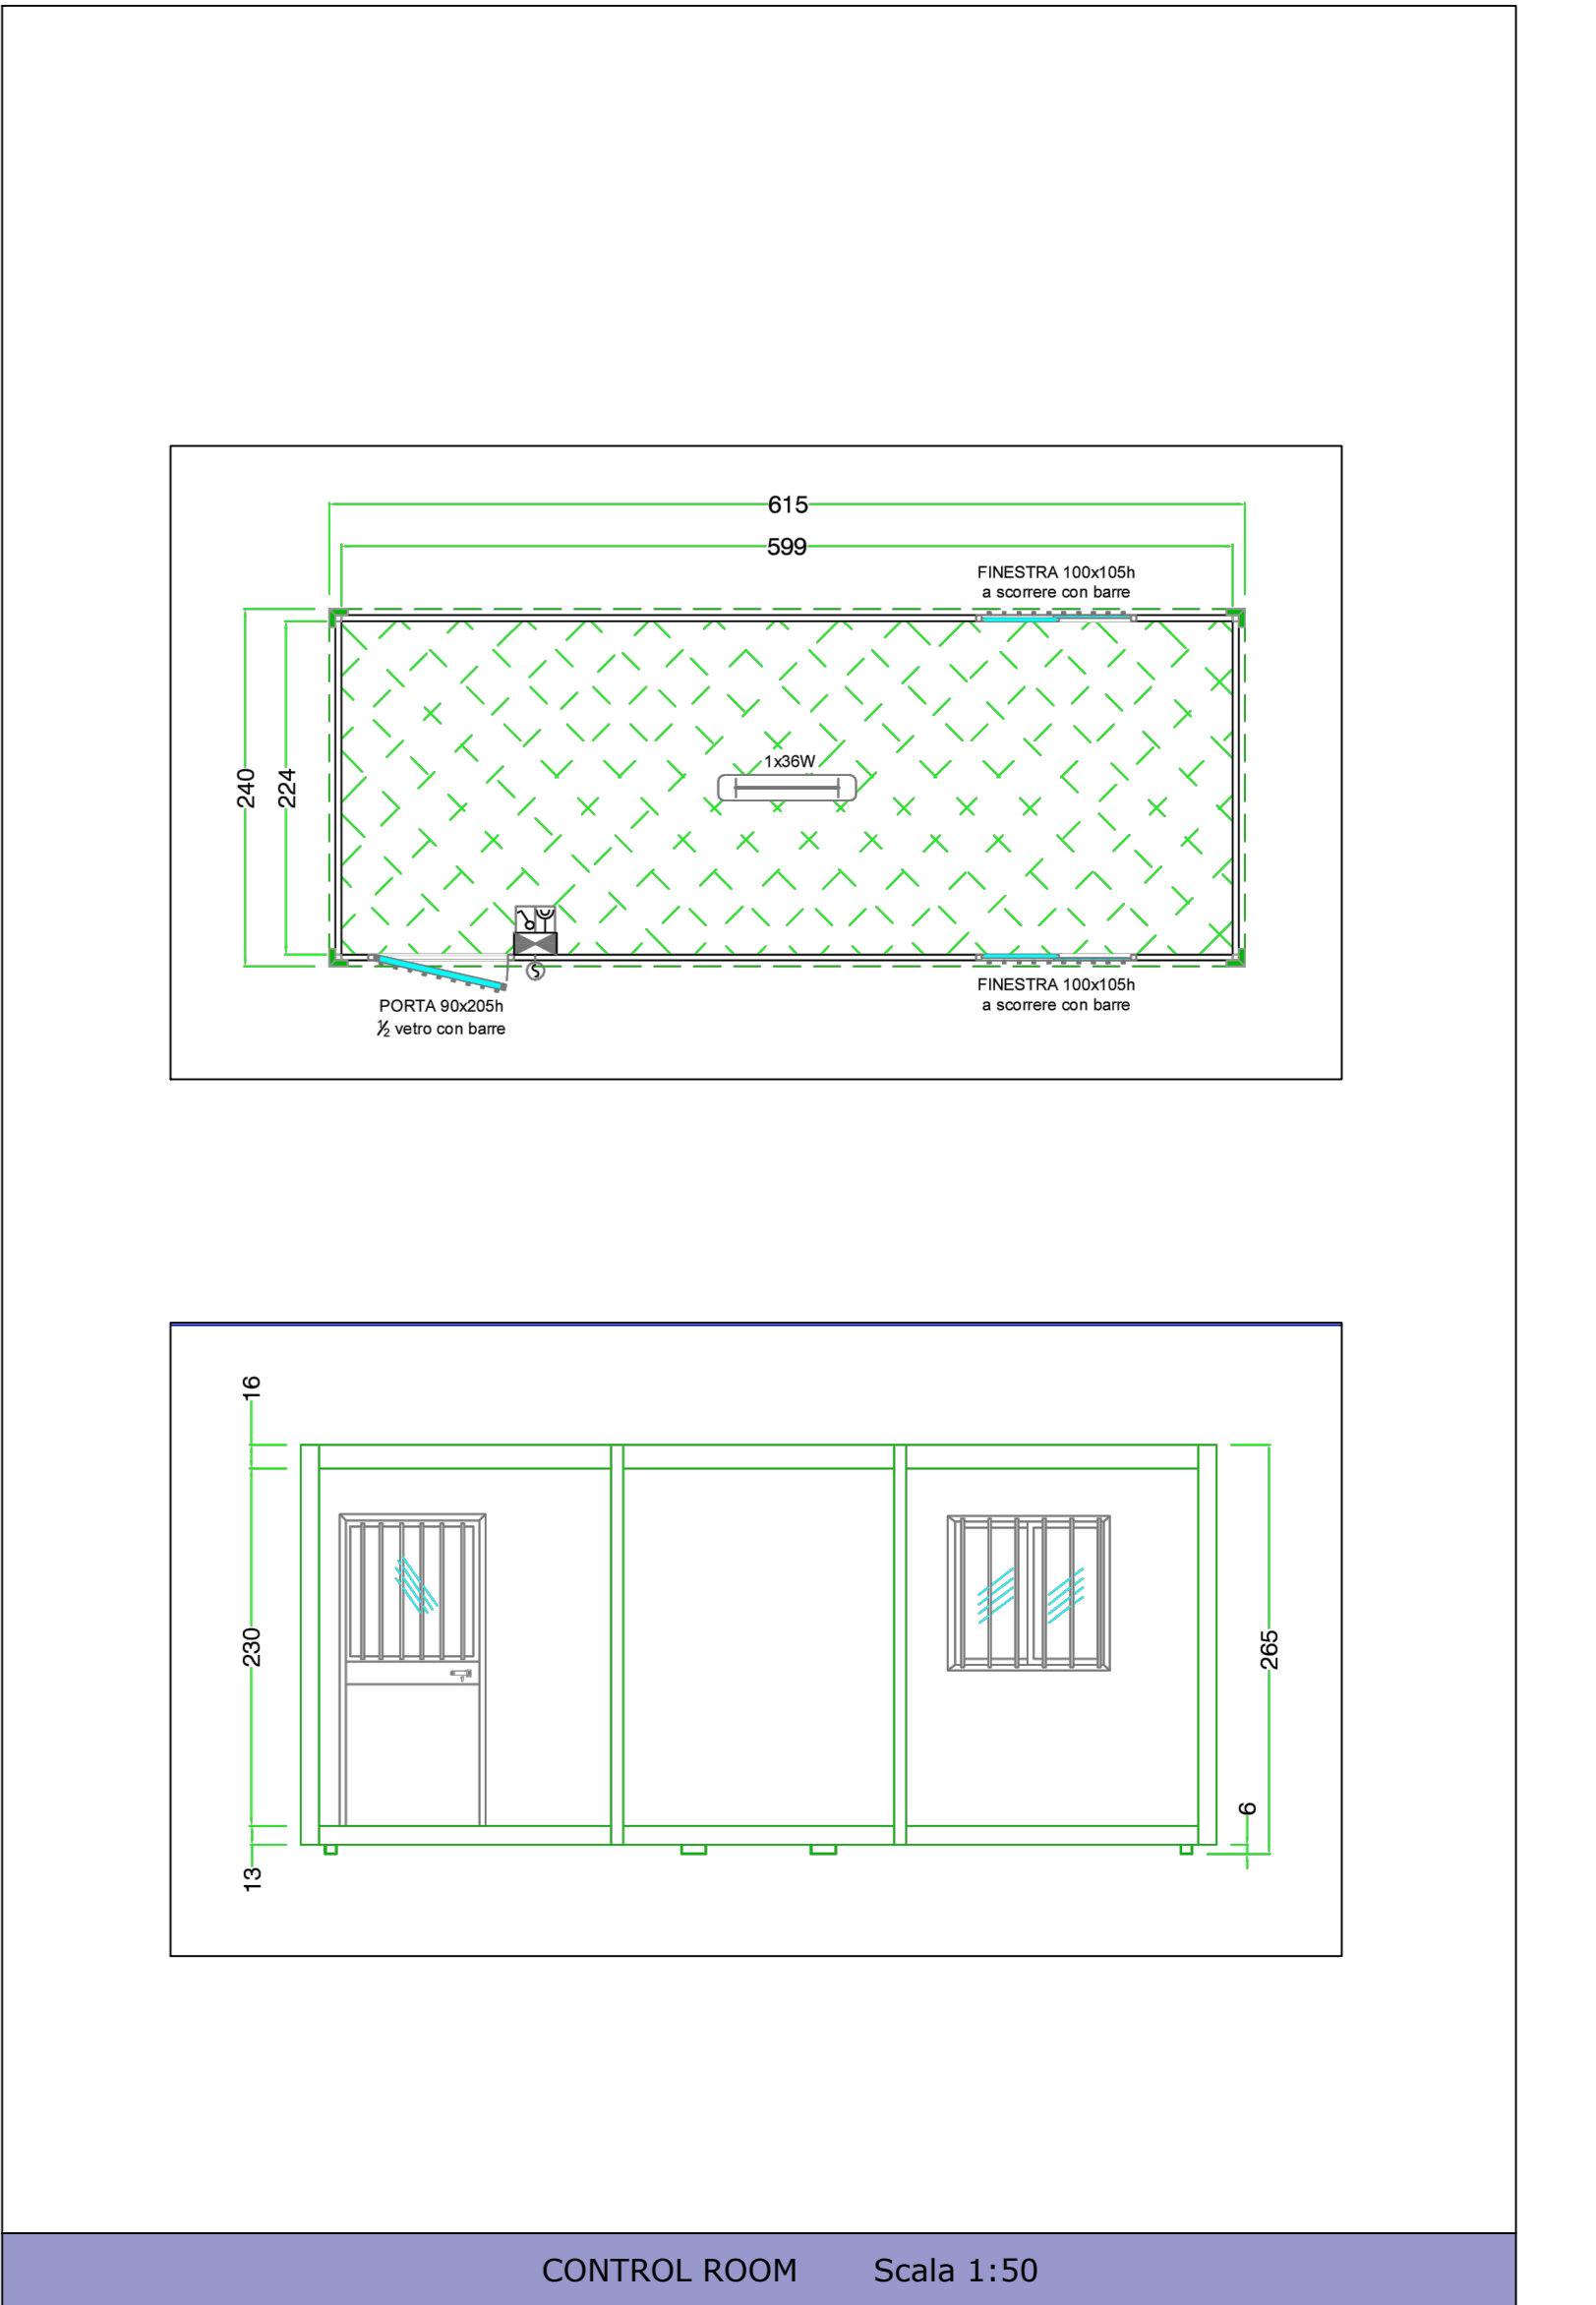 615
599
FINESTRA 100x105h
a scorrere con barre
240
224
1x36W
S
FINESTRA 100x105h
a scorrere con barre
PORTA 90x205h
½ vetro con barre
16
230
265
6
13
CONTROL ROOM Scala 1:50